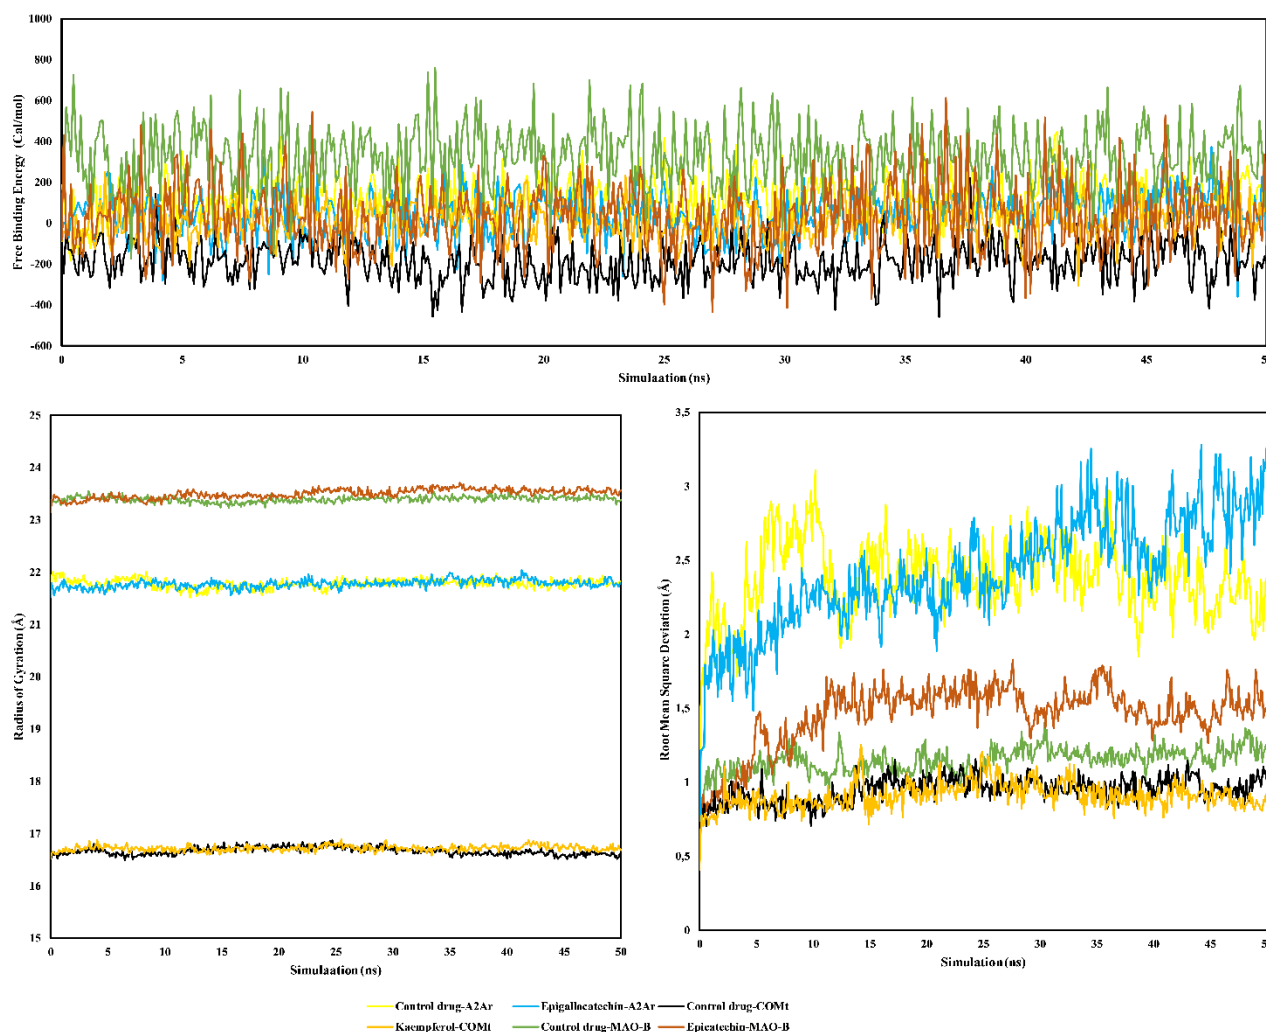 Free Binding Energy (Cal/mol)
1000
800
600
400
200
0
-200
-400
-600
0 5 10 15 20 25 30 35 40 45 50
Simulaation (ns)
Radius of Gyration (Å)
25
24
23
22
21
20
19
18
17
16
15
0 5 10 15 20 25 30 35 40 45 50
Simulaation (ns)
Root Mean Square Deviation (Å)
3,5
3
2,5
2
1,5
1
0,5
0
0 5 10 15 20 25 30 35 40 45 50
Simulation (ns)
Control drug-A2Ar Epigallocatechin-A2Ar Control drug-COMt
Kaempferol-COMt Control drug-MAO-B Epicatechin-MAO-B